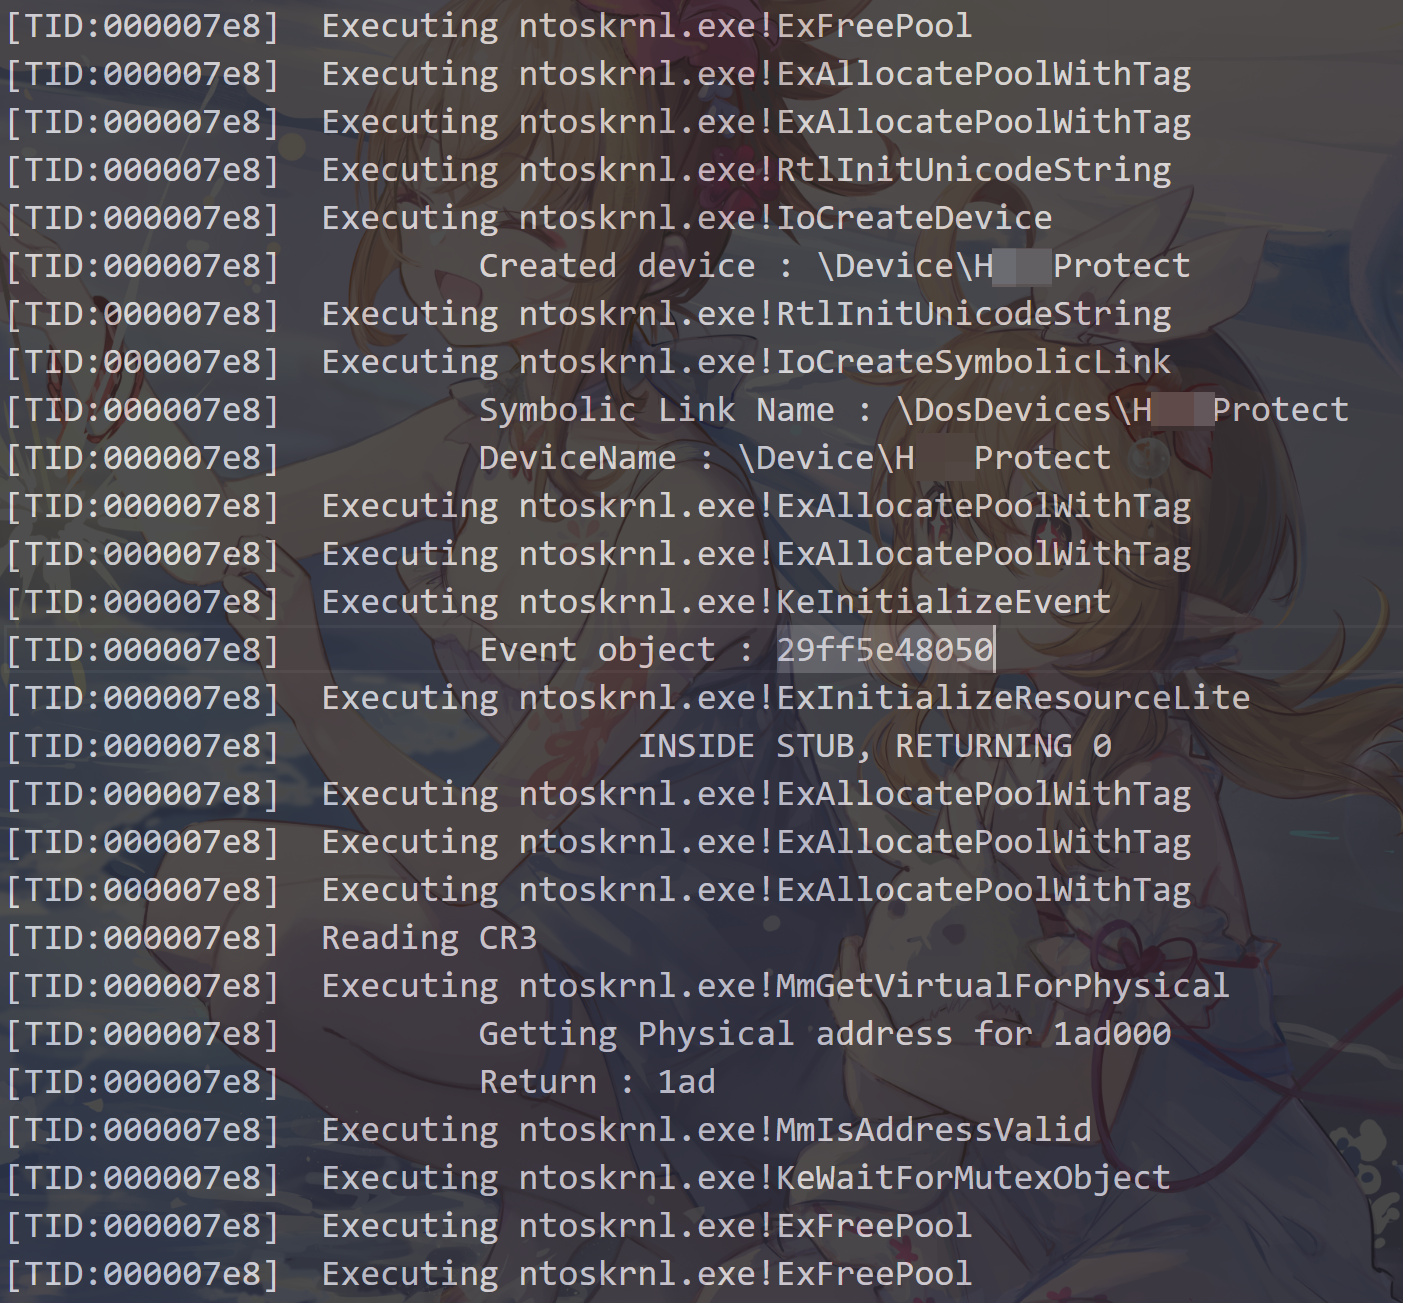 [TID:000007e8]  Executing ntoskrnl.exe!ExFreePool
[TID:000007e8]  Executing ntoskrnl.exe!ExAllocatePoolWithTag
[TID:000007e8]  Executing ntoskrnl.exe!ExAllocatePoolWithTag
[TID:000007e8]  Executing ntoskrnl.exe!RtlInitUnicodeString
[TID:000007e8]  Executing ntoskrnl.exe!IoCreateDevice
[TID:000007e8]          Created device : \Device\H   Protect
[TID:000007e8]  Executing ntoskrnl.exe!RtlInitUnicodeString
[TID:000007e8]  Executing ntoskrnl.exe!IoCreateSymbolicLink
[TID:000007e8]          Symbolic Link Name : \DosDevices\H   Protect
[TID:000007e8]          DeviceName : \Device\H   Protect
[TID:000007e8]  Executing ntoskrnl.exe!ExAllocatePoolWithTag
[TID:000007e8]  Executing ntoskrnl.exe!ExAllocatePoolWithTag
[TID:000007e8]  Executing ntoskrnl.exe!KeInitializeEvent
[TID:000007e8]          Event object : 29ff5e48050
[TID:000007e8]  Executing ntoskrnl.exe!ExInitializeResourceLite
[TID:000007e8]                  INSIDE STUB, RETURNING 0
[TID:000007e8]  Executing ntoskrnl.exe!ExAllocatePoolWithTag
[TID:000007e8]  Executing ntoskrnl.exe!ExAllocatePoolWithTag
[TID:000007e8]  Executing ntoskrnl.exe!ExAllocatePoolWithTag
[TID:000007e8]  Reading CR3
[TID:000007e8]  Executing ntoskrnl.exe!MmGetVirtualForPhysical
[TID:000007e8]          Getting Physical address for 1ad000
[TID:000007e8]          Return : 1ad
[TID:000007e8]  Executing ntoskrnl.exe!MmIsAddressValid
[TID:000007e8]  Executing ntoskrnl.exe!KeWaitForMutexObject
[TID:000007e8]  Executing ntoskrnl.exe!ExFreePool
[TID:000007e8]  Executing ntoskrnl.exe!ExFreePool